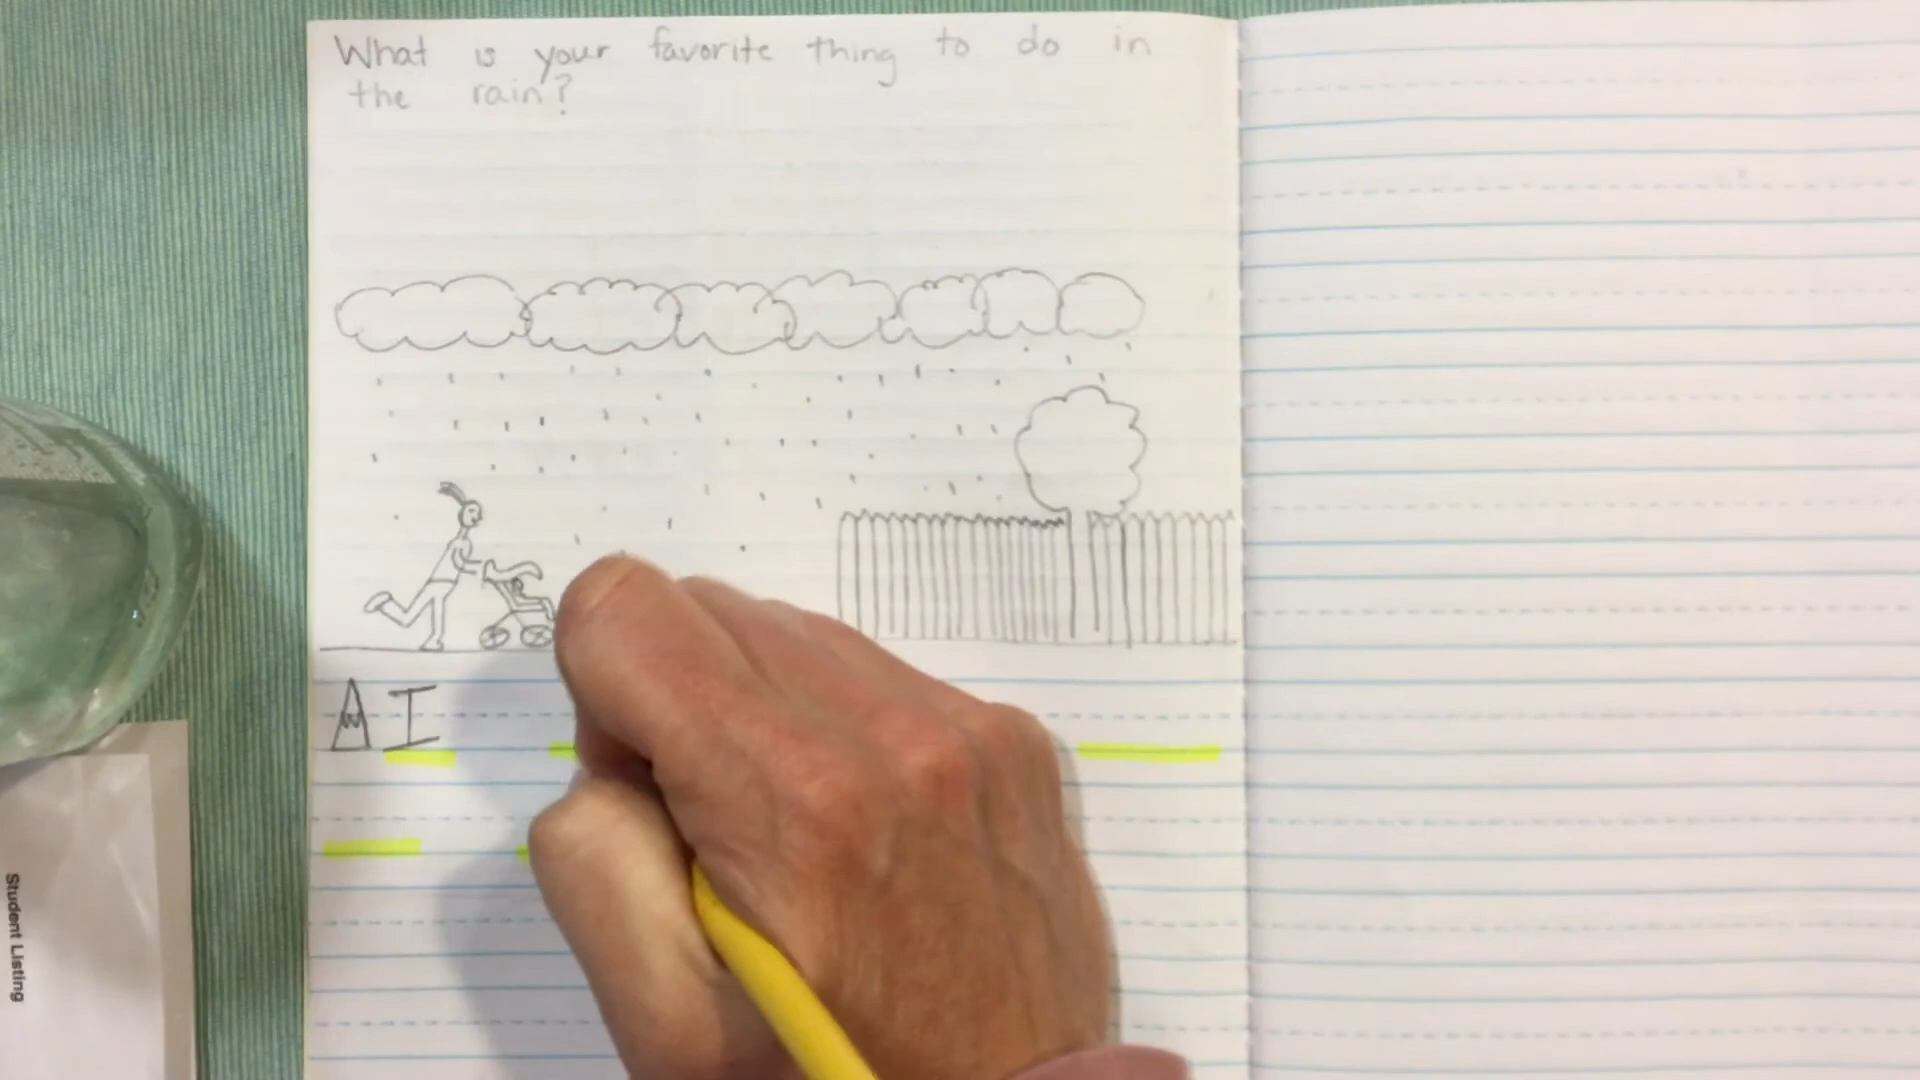 What is your favorite thing to do in
the rain?
A I
Student Listing